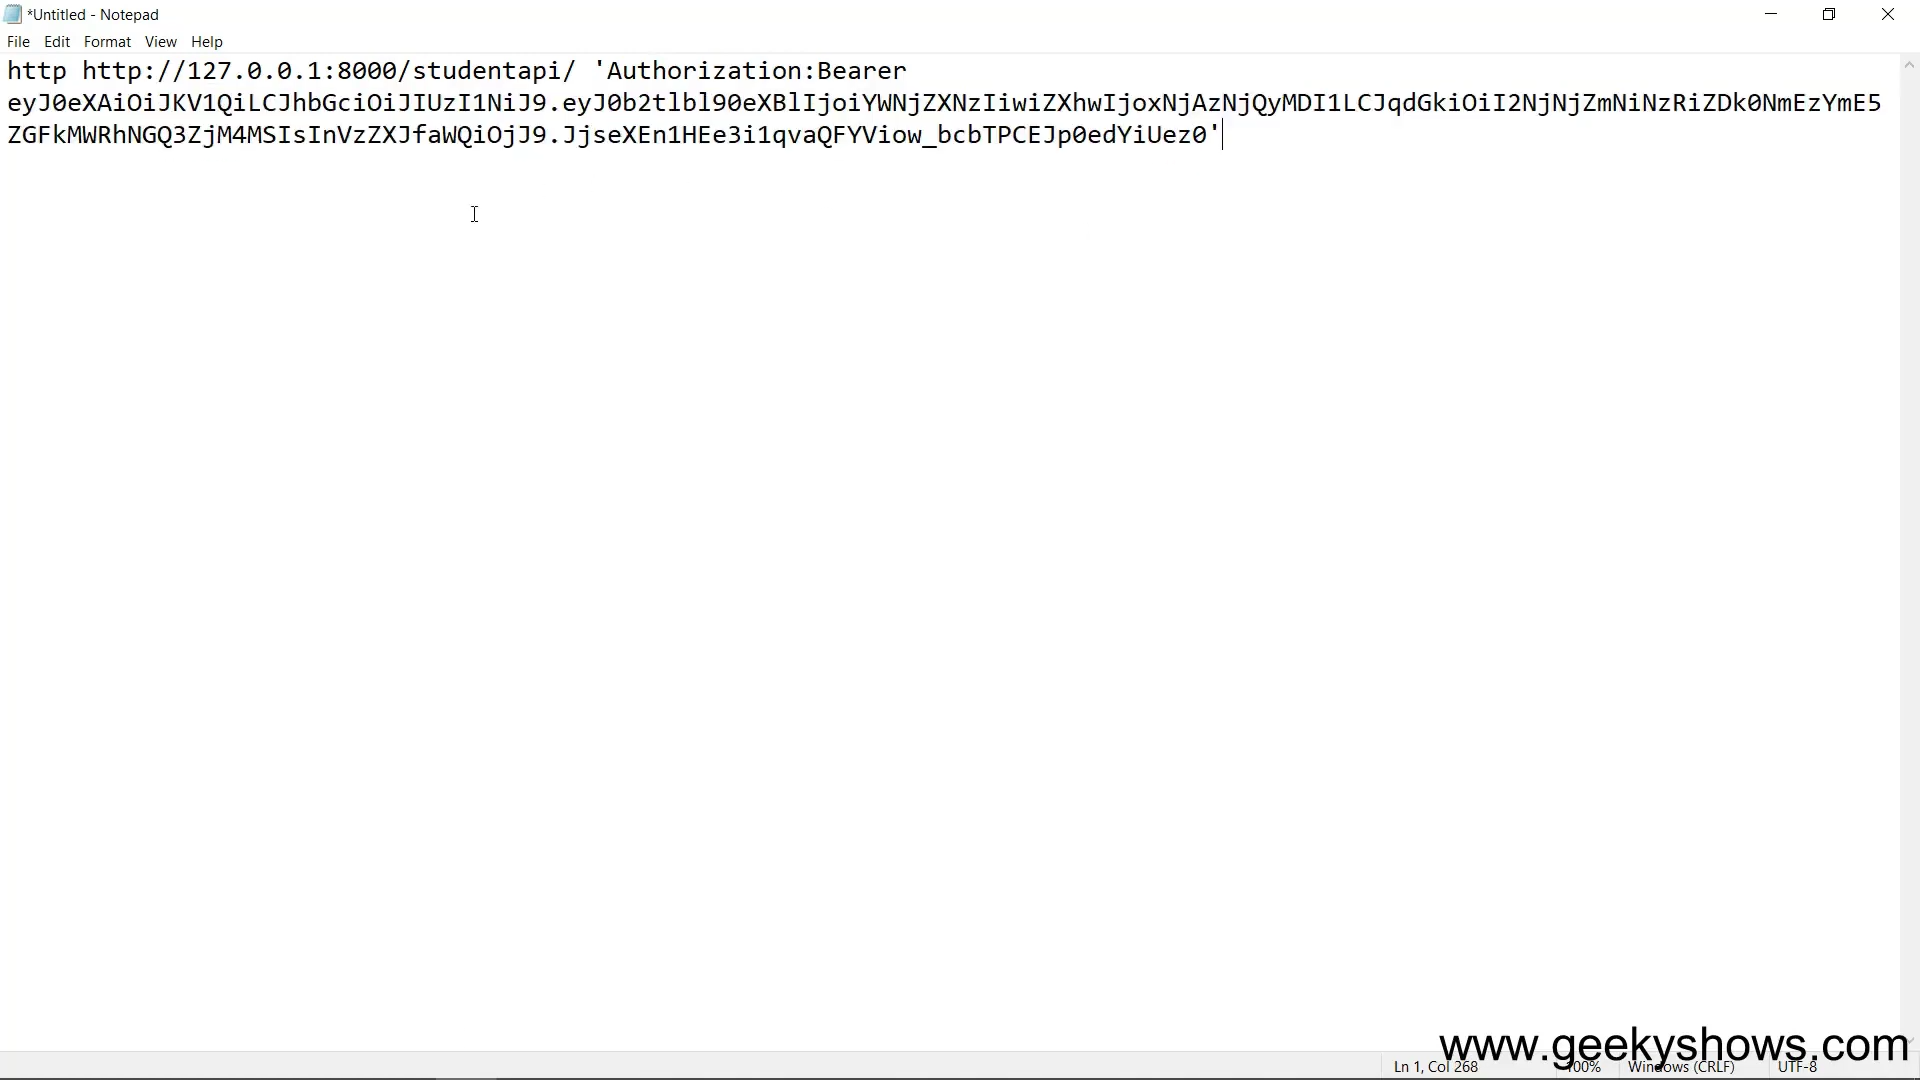 *Untitled - Notepad
File Edit Format View Help
http http://127.0.0.1:8000/studentapi/ 'Authorization:Bearer
eyJ0eXAiOiJKV1QiLCJhbGciOiJIUzI1NiJ9.eyJ0b2tlbl90eXBlIjoiYWNjZXNzIiwiZXhwIjoxNjAzNjQyMDI1LCJqdGkiOiI2NjNjZmNiNzRiZDk0NmEzYmE5
ZGFkMWRhNGQ3ZjM4MSIsInVzZXJfaWQiOjJ9.JjseXEn1HEe3i1qvaQFYViow_bcbTPCEJp0edYiUez0'
www.geekyshows.com
Ln 1, Col 268 100% Windows (CRLF) UTF-8